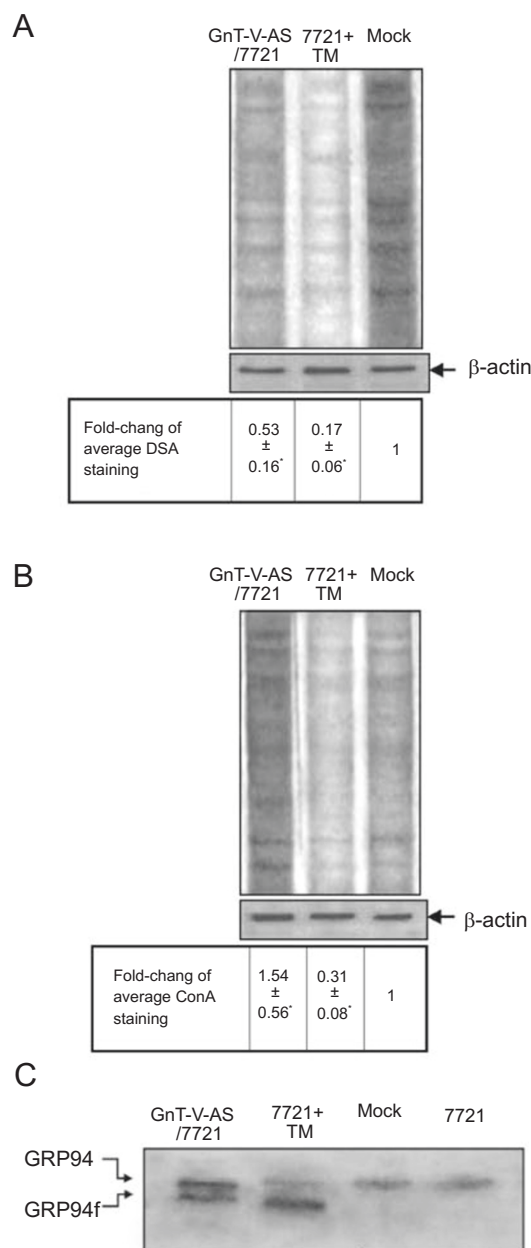 A
GnT-V-AS
/7721
7721+
TM
Mock
β-actin
Fold-chang of
average DSA
staining
0.53
±
0.16*
0.17
±
0.06*
1
B
GnT-V-AS
/7721
7721+
TM
Mock
β-actin
Fold-chang of
average ConA
staining
1.54
±
0.56*
0.31
±
0.08*
1
C
GnT-V-AS
/7721
7721+
TM
Mock
7721
GRP94
GRP94f